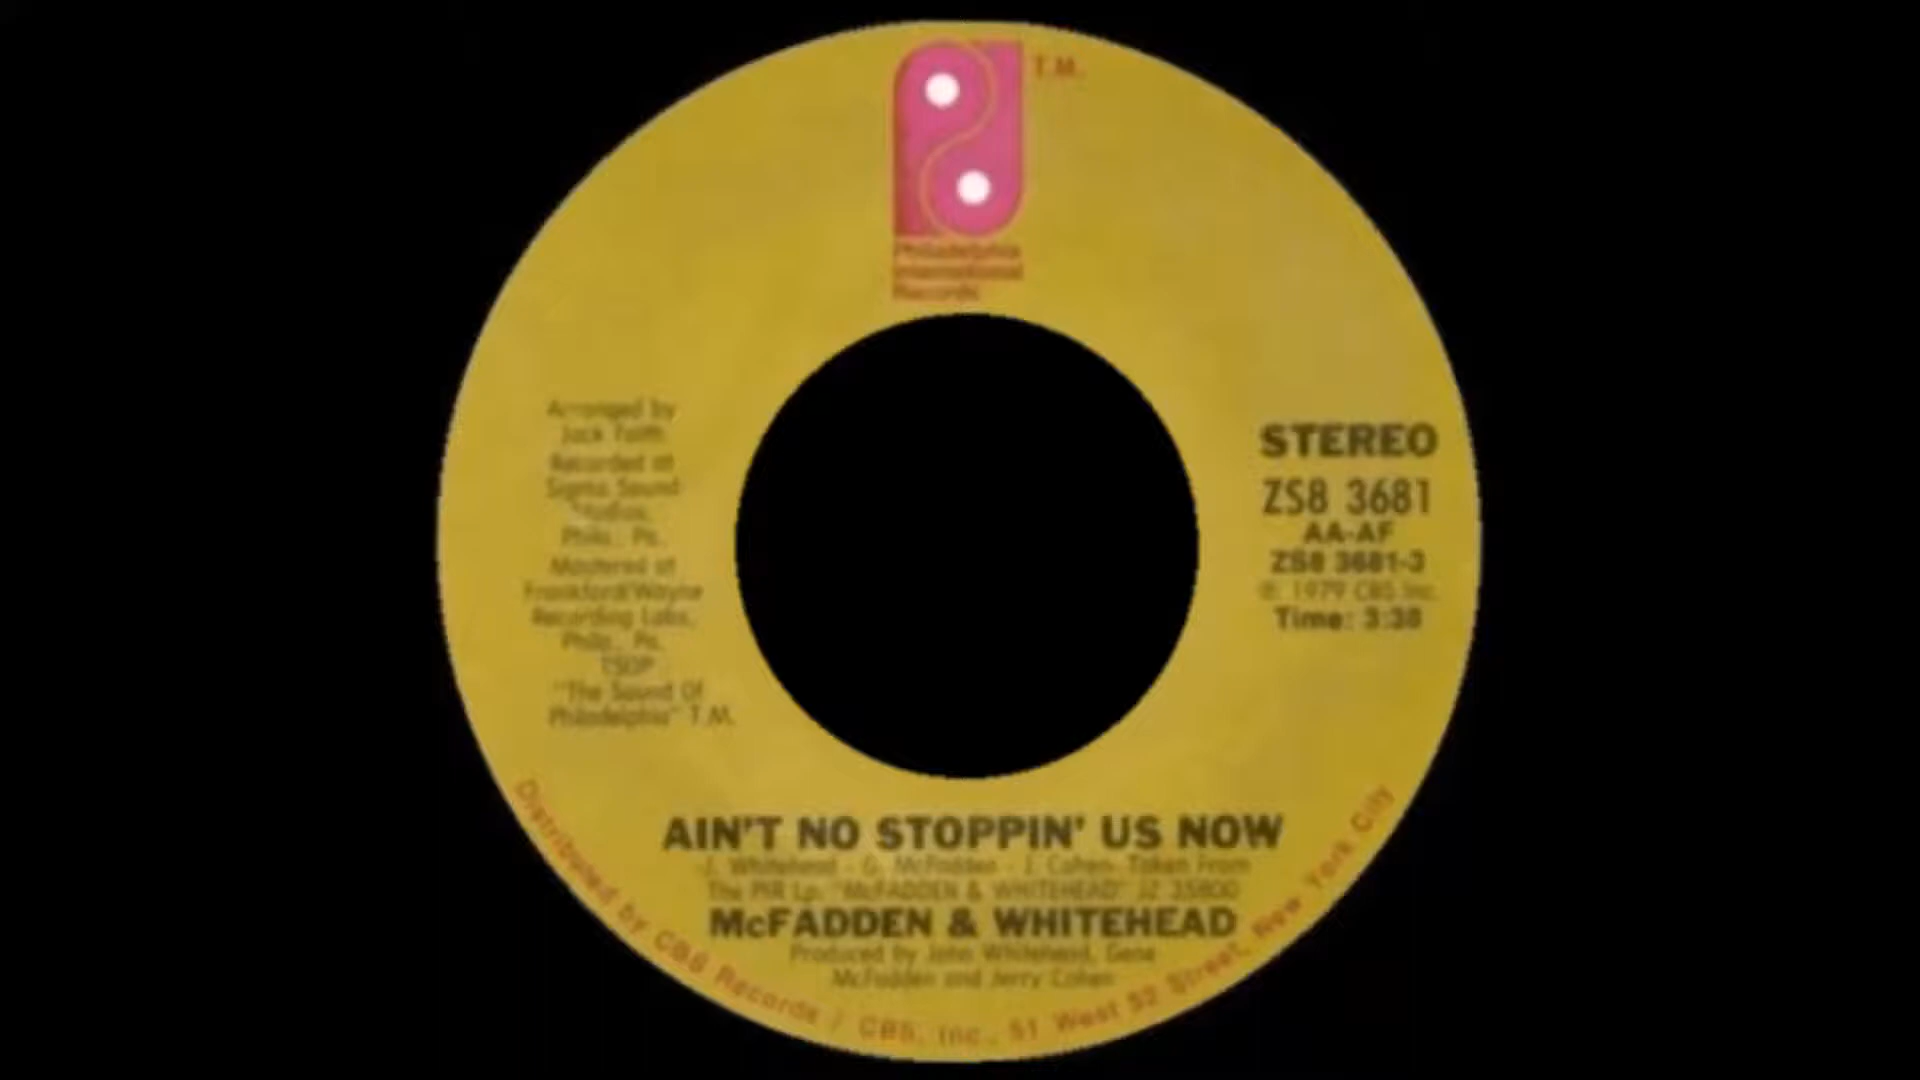 T.M.
Philadelphia
International
Records
Arranged by
Jack Faith
Recorded at
Sigma Sound
Studios,
Phila., Pa.
Mastered at
Frankford/Wayne
Recording Labs,
Phila., Pa.
TSOP
"The Sound Of
Philadelphia" T.M.
STEREO
ZS8 3681
AA-AF
ZS8 3681-3
℗ 1979 CBS Inc.
Time: 3:38
AIN'T NO STOPPIN' US NOW
J. Whitehead - G. McFadden - J. Cohen- Taken From
The PIR Lp: "McFADDEN & WHITEHEAD" JZ 35800
McFADDEN & WHITEHEAD
Produced by John Whitehead, Gene
McFadden and Jerry Cohen
Distributed by CBS Records / CBS, Inc., 51 West 52 Street, New York City